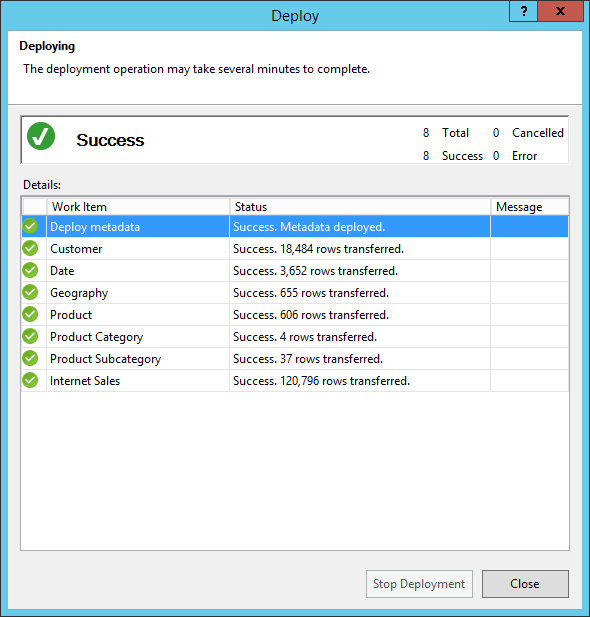 Deploy
?
x
Deploying
The deployment operation may take several minutes to complete.
Success
8 Total 0 Cancelled
8 Success 0 Error
Details:
Work Item Status Message
Deploy metadata Success. Metadata deployed.
Customer Success. 18,484 rows transferred.
Date Success. 3,652 rows transferred.
Geography Success. 655 rows transferred.
Product Success. 606 rows transferred.
Product Category Success. 4 rows transferred.
Product Subcategory Success. 37 rows transferred.
Internet Sales Success. 120,796 rows transferred.
Stop Deployment Close